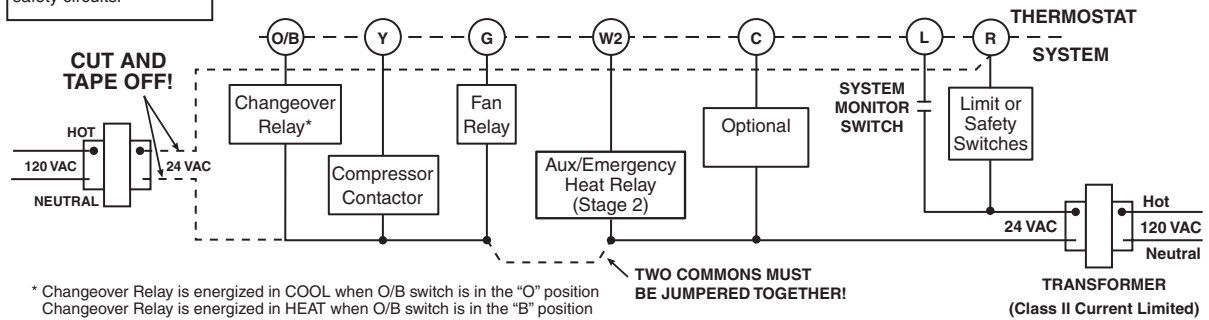 safety circuits.
THERMOSTAT
O/B Y G W2 C L R
SYSTEM
CUT AND
TAPE OFF!
HOT
120 VAC
24 VAC
NEUTRAL
Changeover
Relay*
Compressor
Contactor
Fan
Relay
Aux/Emergency
Heat Relay
(Stage 2)
Optional
SYSTEM
MONITOR
SWITCH
Limit or
Safety
Switches
24 VAC
Hot
120 VAC
Neutral
TWO COMMONS MUST
BE JUMPERED TOGETHER!
TRANSFORMER
(Class II Current Limited)
* Changeover Relay is energized in COOL when O/B switch is in the “O” position
Changeover Relay is energized in HEAT when O/B switch is in the “B” position